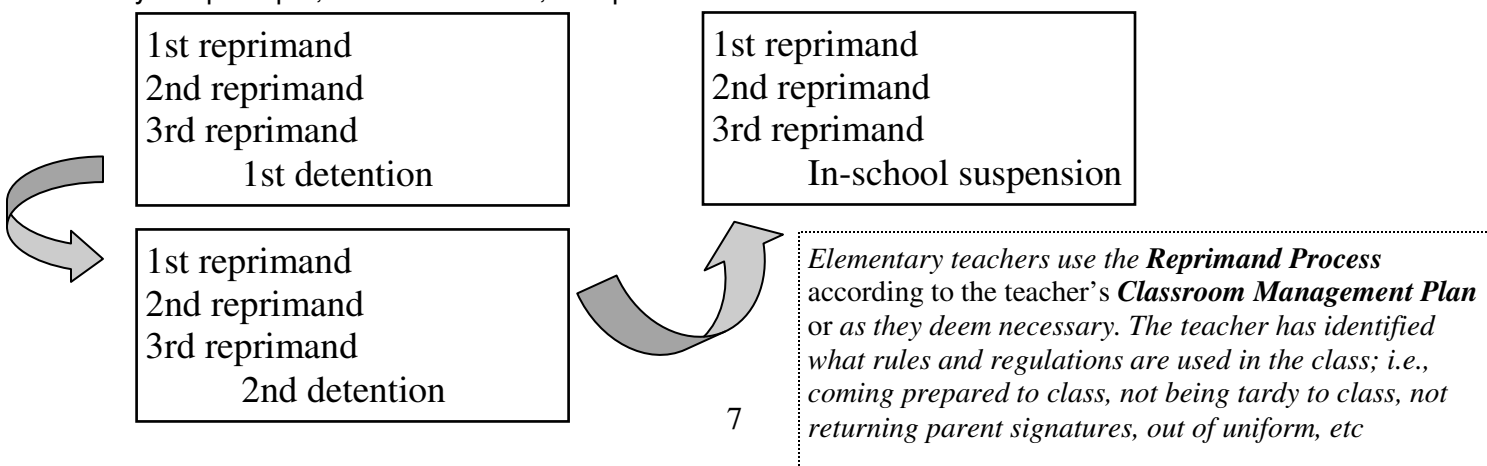 1st reprimand
2nd reprimand
3rd reprimand
1st detention
1st reprimand
2nd reprimand
3rd reprimand
2nd detention
1st reprimand
2nd reprimand
3rd reprimand
In-school suspension
Elementary teachers use the Reprimand Process
according to the teacher’s Classroom Management Plan
or as they deem necessary. The teacher has identified
what rules and regulations are used in the class; i.e.,
coming prepared to class, not being tardy to class, not
returning parent signatures, out of uniform, etc
7